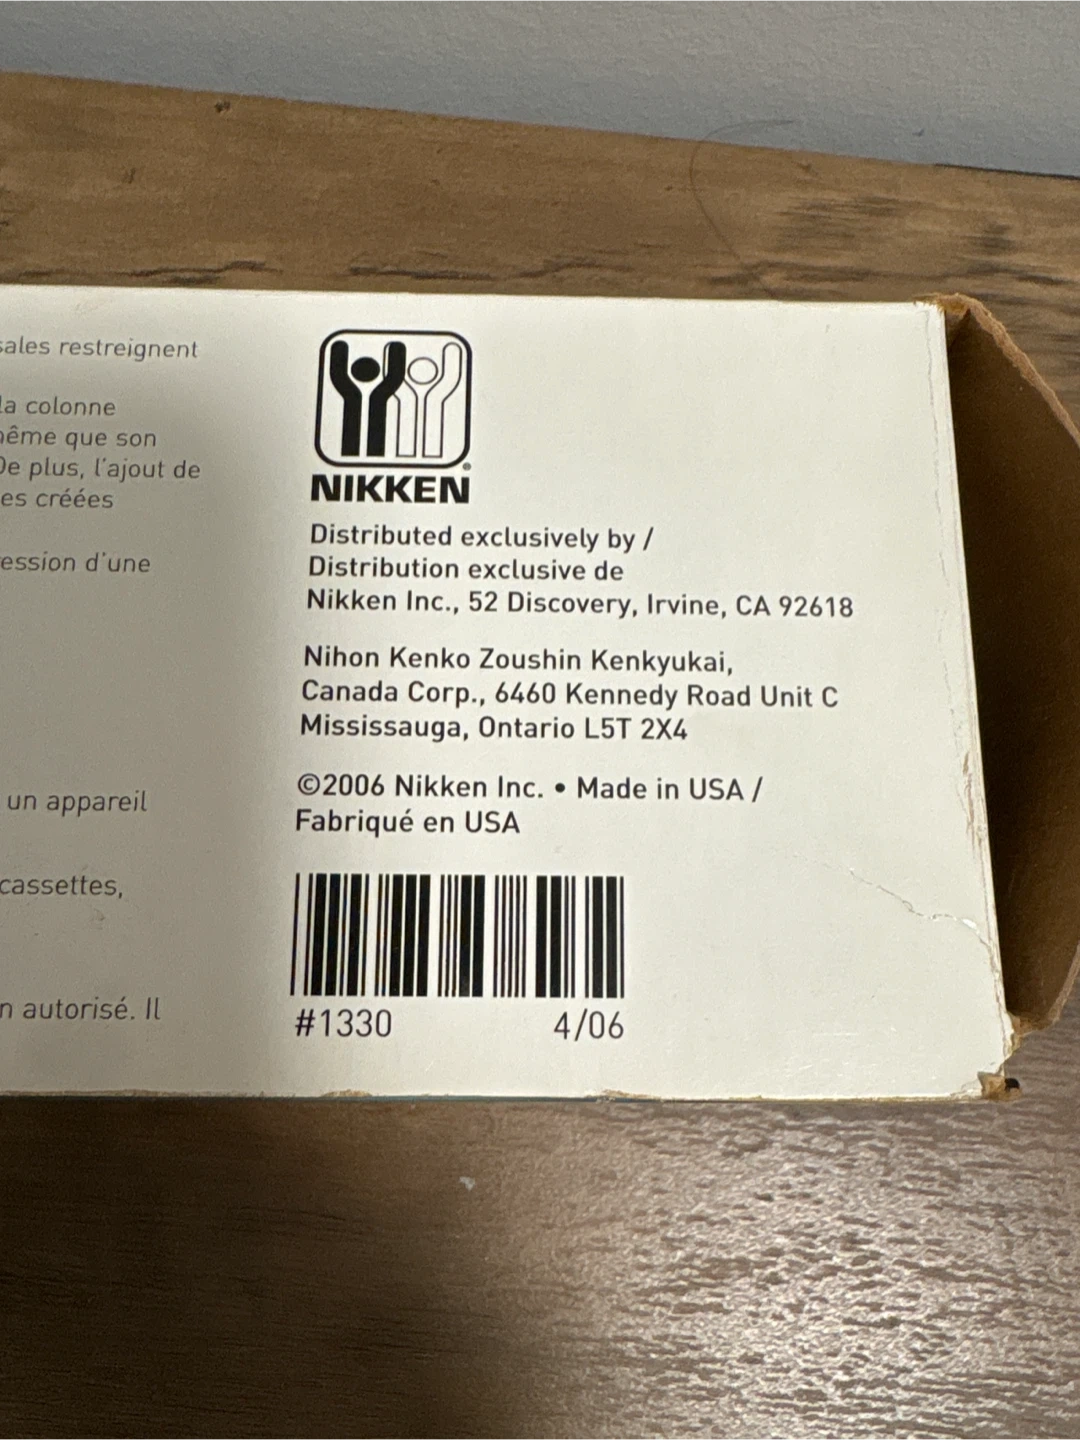 sales restreignent
la colonne
même que son
De plus, l'ajout de
es créées
ession d'une
un appareil
cassettes,
n autorisé. Il
NIKKEN®
Distributed exclusively by /
Distribution exclusive de
Nikken Inc., 52 Discovery, Irvine, CA 92618
Nihon Kenko Zoushin Kenkyukai,
Canada Corp., 6460 Kennedy Road Unit C
Mississauga, Ontario L5T 2X4
©2006 Nikken Inc. • Made in USA /
Fabriqué en USA
#1330 4/06